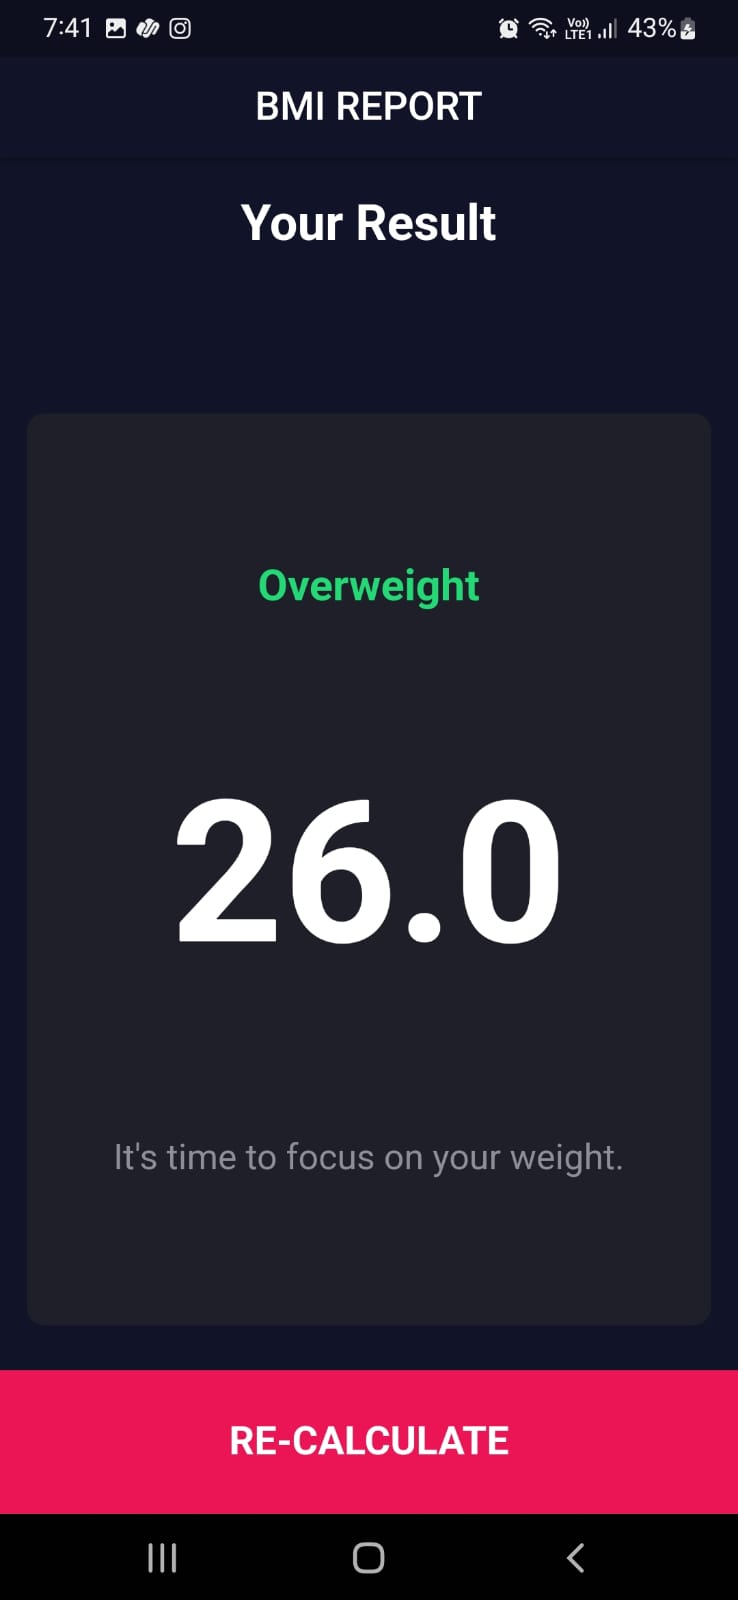 7:41 Vo)) LTE1 43%
BMI REPORT
Your Result
Overweight
26.0
It's time to focus on your weight.
RE-CALCULATE